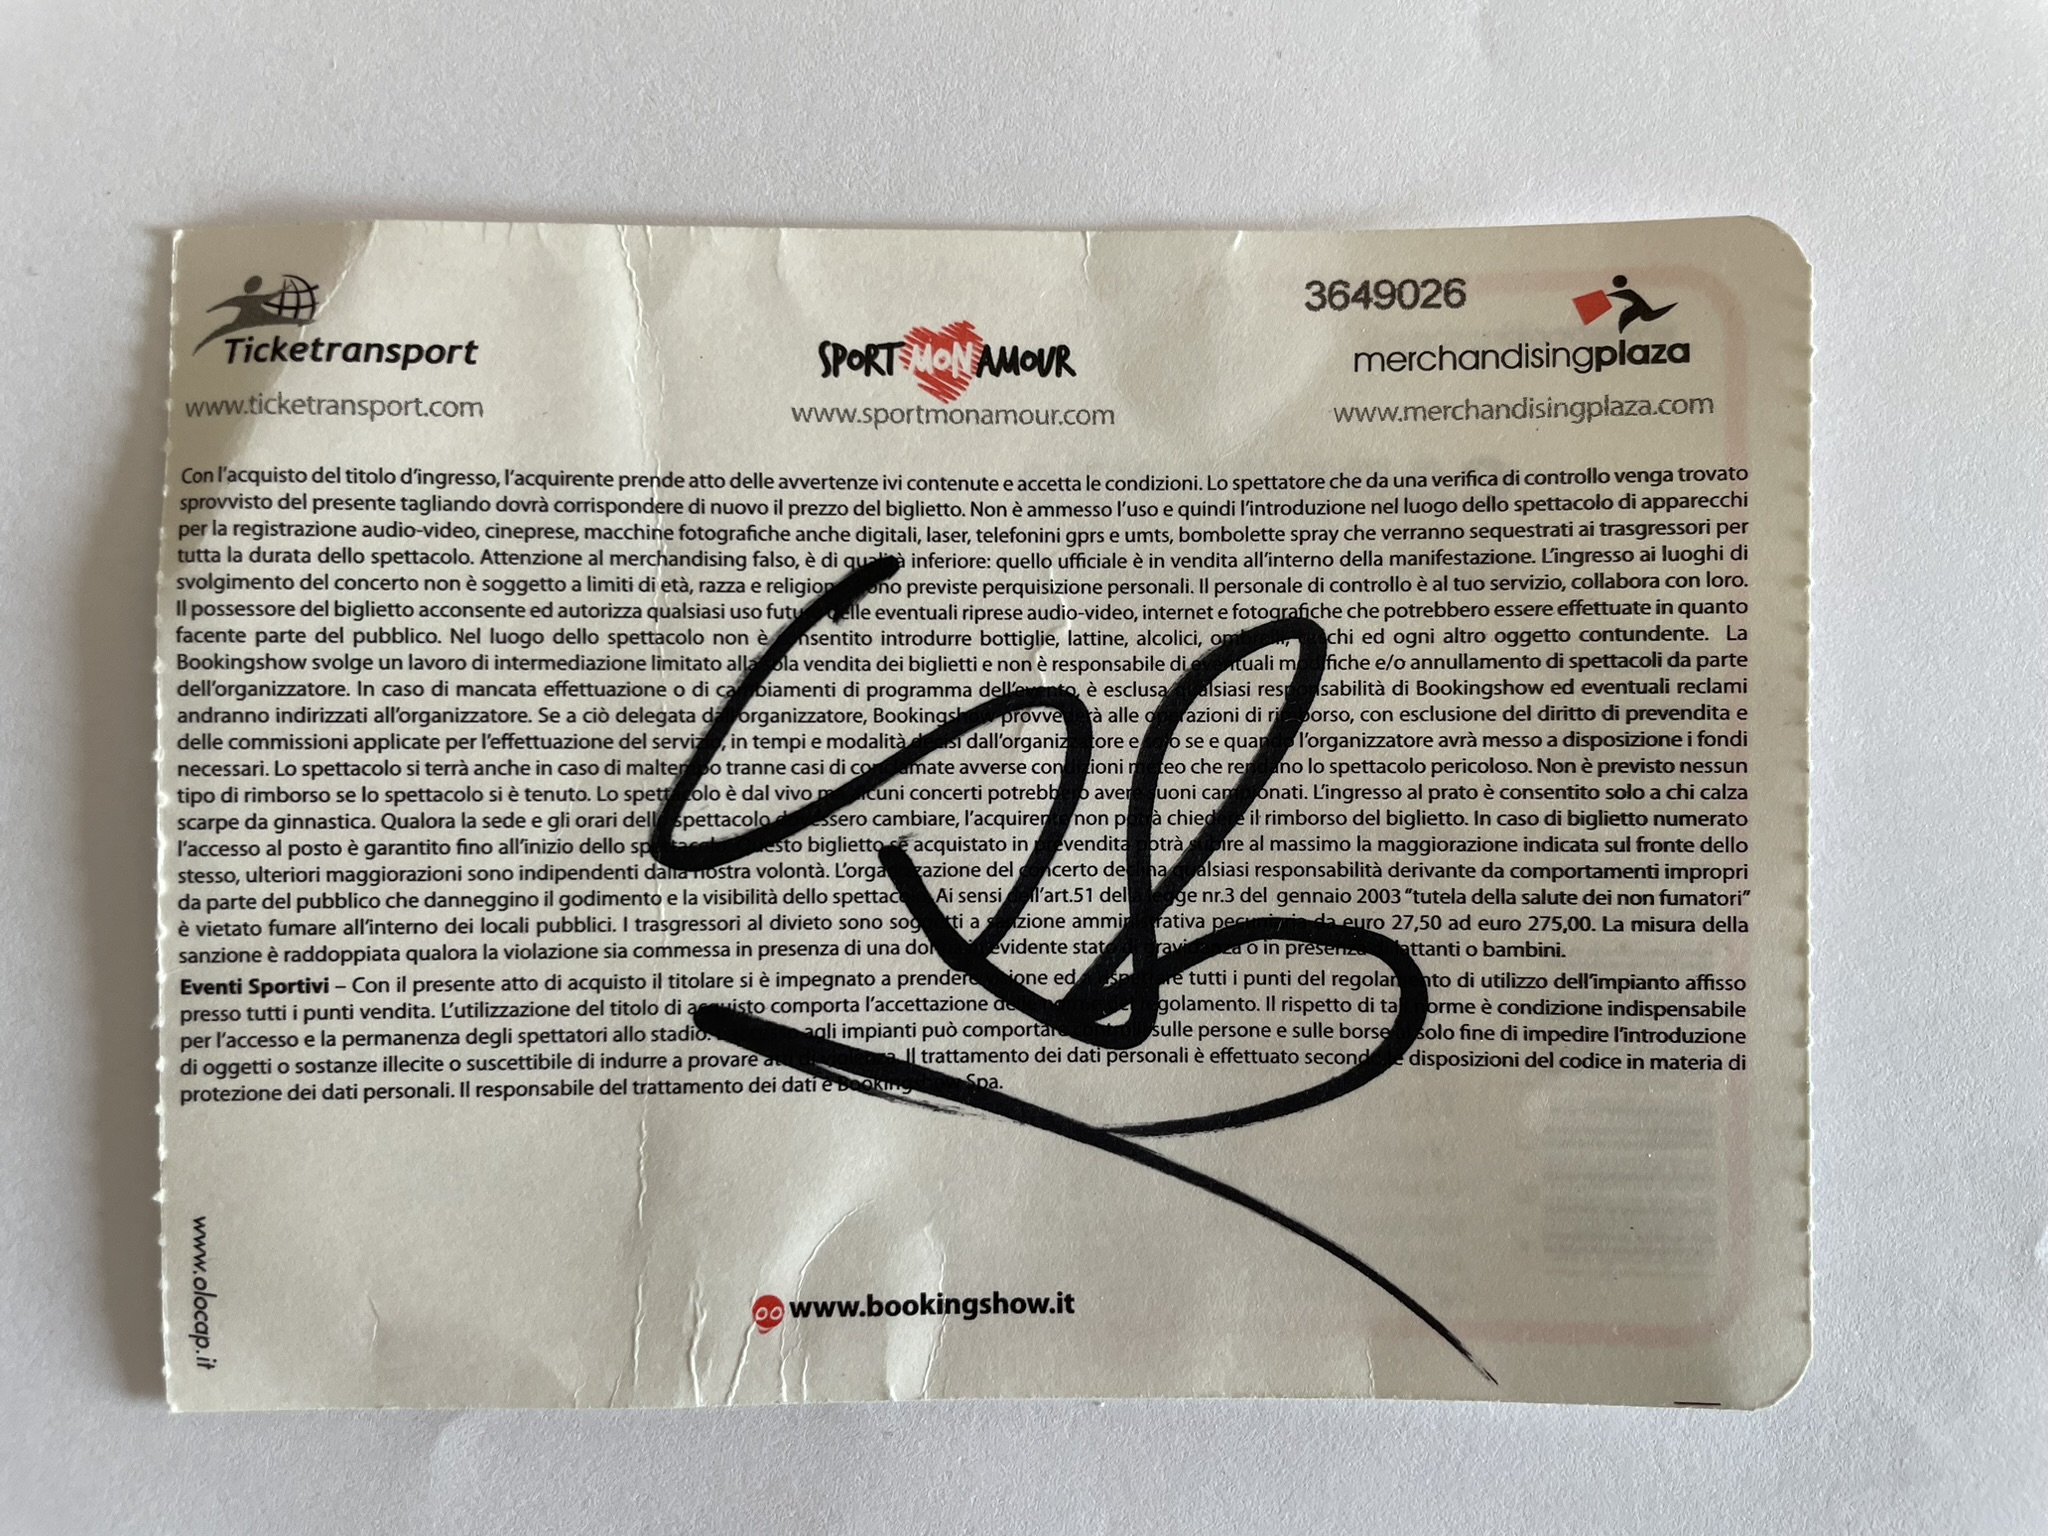 Ticketransport
www.ticketransport.com
SPORT MON AMOUR
www.sportmonamour.com
3649026
merchandisingplaza
www.merchandisingplaza.com
Con l'acquisto del titolo d'ingresso, l'acquirente prende atto delle avvertenze ivi contenute e accetta le condizioni. Lo spettatore che da una verifica di controllo venga trovato
sprovvisto del presente tagliando dovrà corrispondere di nuovo il prezzo del biglietto. Non è ammesso l'uso e quindi l'introduzione nel luogo dello spettacolo di apparecchi
per la registrazione audio-video, cineprese, macchine fotografiche anche digitali, laser, telefonini gprs e umts, bombolette spray che verranno sequestrati ai trasgressori per
tutta la durata dello spettacolo. Attenzione al merchandising falso, è di qualità inferiore: quello ufficiale è in vendita all'interno della manifestazione. L'ingresso ai luoghi di
svolgimento del concerto non è soggetto a limiti di età, razza e religione. Sono previste perquisizione personali. Il personale di controllo è al tuo servizio, collabora con loro.
Il possessore del biglietto acconsente ed autorizza qualsiasi uso futuro delle eventuali riprese audio-video, internet e fotografiche che potrebbero essere effettuate in quanto
facente parte del pubblico. Nel luogo dello spettacolo non è consentito introdurre bottiglie, lattine, alcolici, ombrelli, caschi ed ogni altro oggetto contundente. La
Bookingshow svolge un lavoro di intermediazione limitato alla sola vendita dei biglietti e non è responsabile di eventuali modifiche e/o annullamento di spettacoli da parte
dell'organizzatore. In caso di mancata effettuazione o di cambiamenti di programma dell'evento, è esclusa qualsiasi responsabilità di Bookingshow ed eventuali reclami
andranno indirizzati all'organizzatore. Se a ciò delegata dall'organizzatore, Bookingshow provvederà alle operazioni di rimborso, con esclusione del diritto di prevendita e
delle commissioni applicate per l'effettuazione del servizio, in tempi e modalità decisi dall'organizzatore e solo se e quando l'organizzatore avrà messo a disposizione i fondi
necessari. Lo spettacolo si terrà anche in caso di maltempo tranne casi di conclamate avverse condizioni meteo che rendano lo spettacolo pericoloso. Non è previsto nessun
tipo di rimborso se lo spettacolo si è tenuto. Lo spettacolo è dal vivo ma alcuni concerti potrebbero avere suoni campionati. L'ingresso al prato è consentito solo a chi calza
scarpe da ginnastica. Qualora la sede e gli orari dello spettacolo dovessero cambiare, l'acquirente non potrà chiedere il rimborso del biglietto. In caso di biglietto numerato
l'accesso al posto è garantito fino all'inizio dello spettacolo. Questo biglietto se acquistato in prevendita potrà subire al massimo la maggiorazione indicata sul fronte dello
stesso, ulteriori maggiorazioni sono indipendenti dalla nostra volontà. L'organizzazione del concerto declina qualsiasi responsabilità derivante da comportamenti impropri
da parte del pubblico che danneggino il godimento e la visibilità dello spettacolo. Ai sensi dell'art.51 della legge nr.3 del gennaio 2003 "tutela della salute dei non fumatori"
è vietato fumare all'interno dei locali pubblici. I trasgressori al divieto sono soggetti a sanzione amministrativa pecuniaria da euro 27,50 ad euro 275,00. La misura della
sanzione è raddoppiata qualora la violazione sia commessa in presenza di una donna in evidente stato di gravidanza o in presenza di lattanti o bambini.
Eventi Sportivi – Con il presente atto di acquisto il titolare si è impegnato a prendere visione ed a rispettare tutti i punti del regolamento di utilizzo dell'impianto affisso
presso tutti i punti vendita. L'utilizzazione del titolo di acquisto comporta l'accettazione del regolamento. Il rispetto di tali norme è condizione indispensabile
per l'accesso e la permanenza degli spettatori allo stadio. agli impianti può comportare controlli sulle persone e sulle borse solo fine di impedire l'introduzione
di oggetti o sostanze illecite o suscettibile di indurre a provare atti di violenza. Il trattamento dei dati personali è effettuato secondo le disposizioni del codice in materia di
protezione dei dati personali. Il responsabile del trattamento dei dati è Bookingshow Spa.
www.olocap.it
www.bookingshow.it